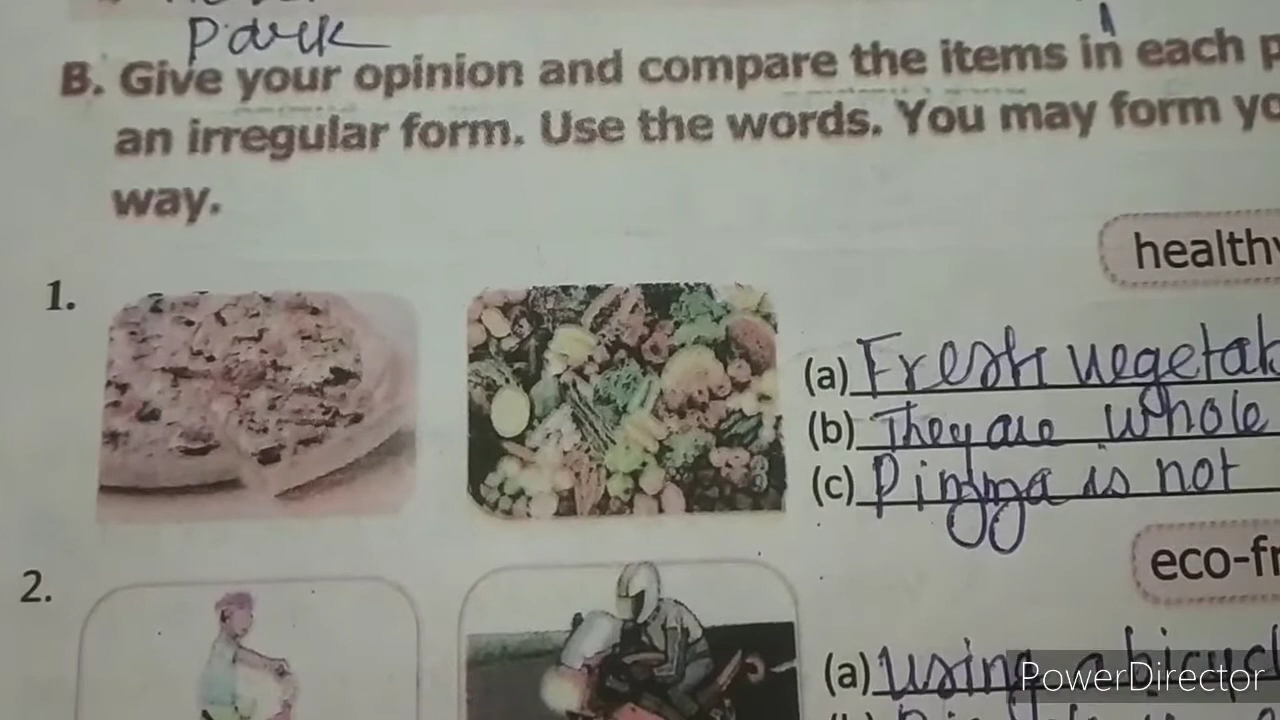 Park
B. Give your opinion and compare the items in each p
an irregular form. Use the words. You may form yo
way.
healthy
1.
(a) Fresh vegetab
(b) They are whole
(c) Pizza is not
eco-fr
2.
(a) using a bicycl
PowerDirector